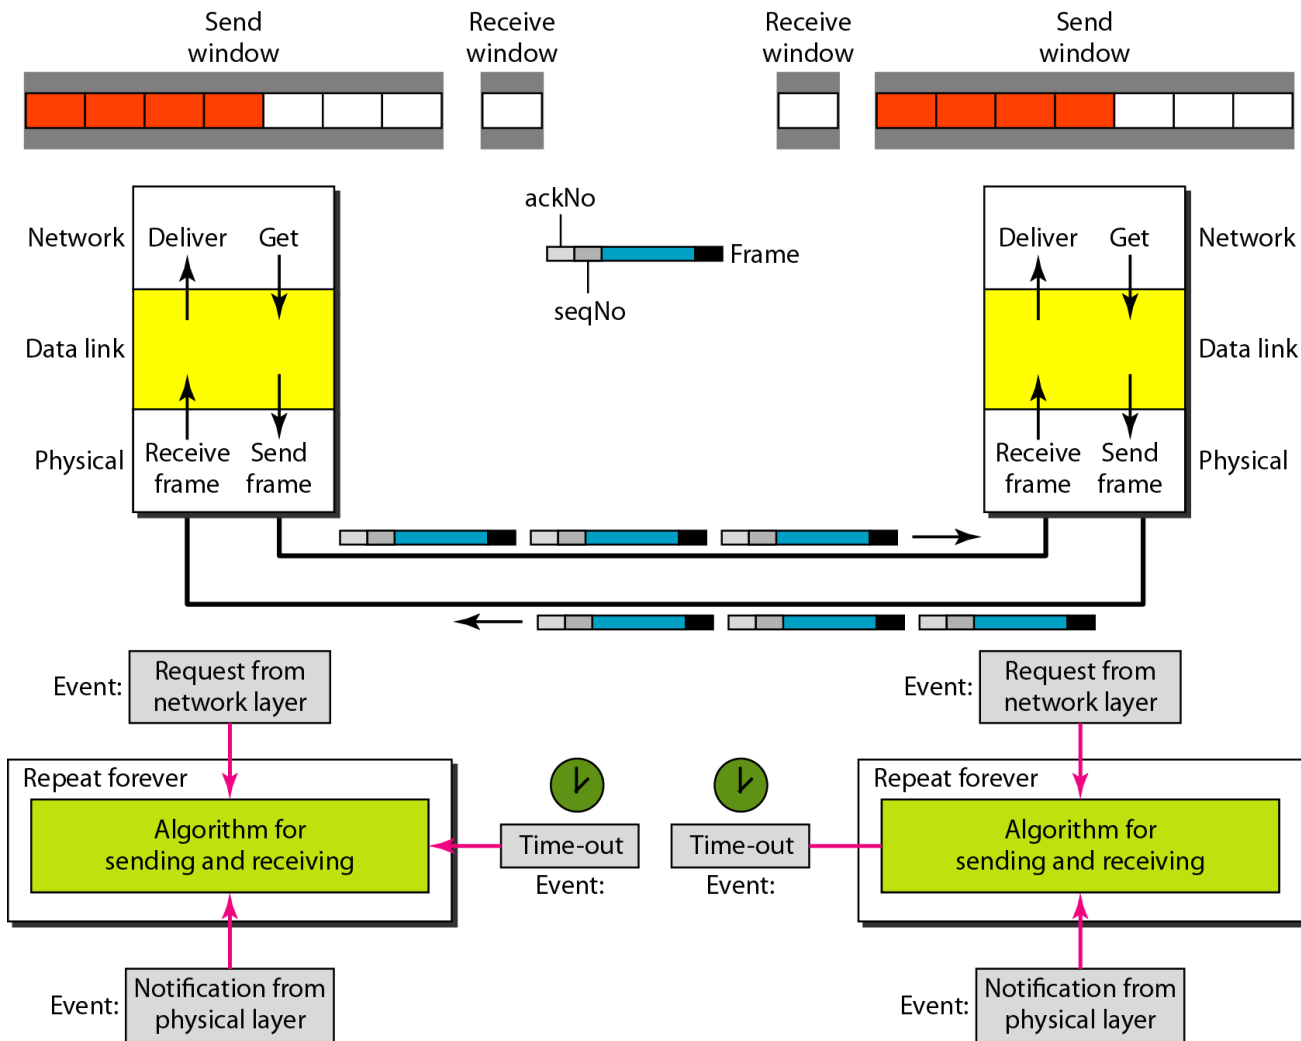 Send
window
Receive
window
Receive
window
Send
window
ackNo
Frame
seqNo
Network
Deliver
Get
Data link
Physical
Receive
frame
Send
frame
Deliver
Get
Network
Data link
Receive
frame
Send
frame
Physical
Event:
Request from
network layer
Event:
Request from
network layer
Repeat forever
Algorithm for
sending and receiving
Time-out
Event:
Time-out
Event:
Repeat forever
Algorithm for
sending and receiving
Event:
Notification from
physical layer
Event:
Notification from
physical layer